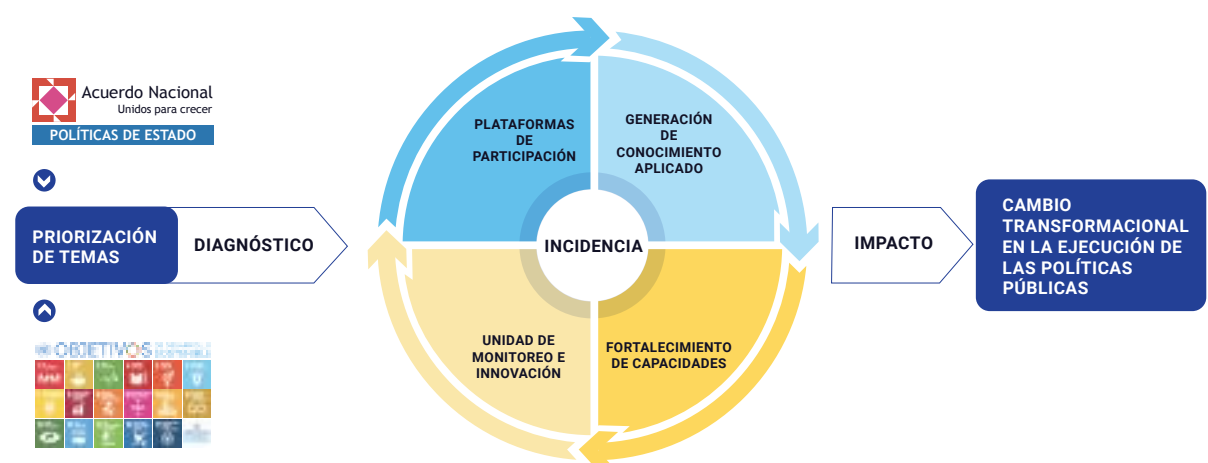 Acuerdo Nacional
Unidos para crecer
POLÍTICAS DE ESTADO
PRIORIZACIÓN
DE TEMAS
DIAGNÓSTICO
OBJETIVOS
PLATAFORMAS
DE
PARTICIPACIÓN
GENERACIÓN
DE
CONOCIMIENTO
APLICADO
INCIDENCIA
UNIDAD DE
MONITOREO E
INNOVACIÓN
FORTALECIMIENTO
DE CAPACIDADES
IMPACTO
CAMBIO
TRANSFORMACIONAL
EN LA EJECUCIÓN DE
LAS POLÍTICAS
PÚBLICAS